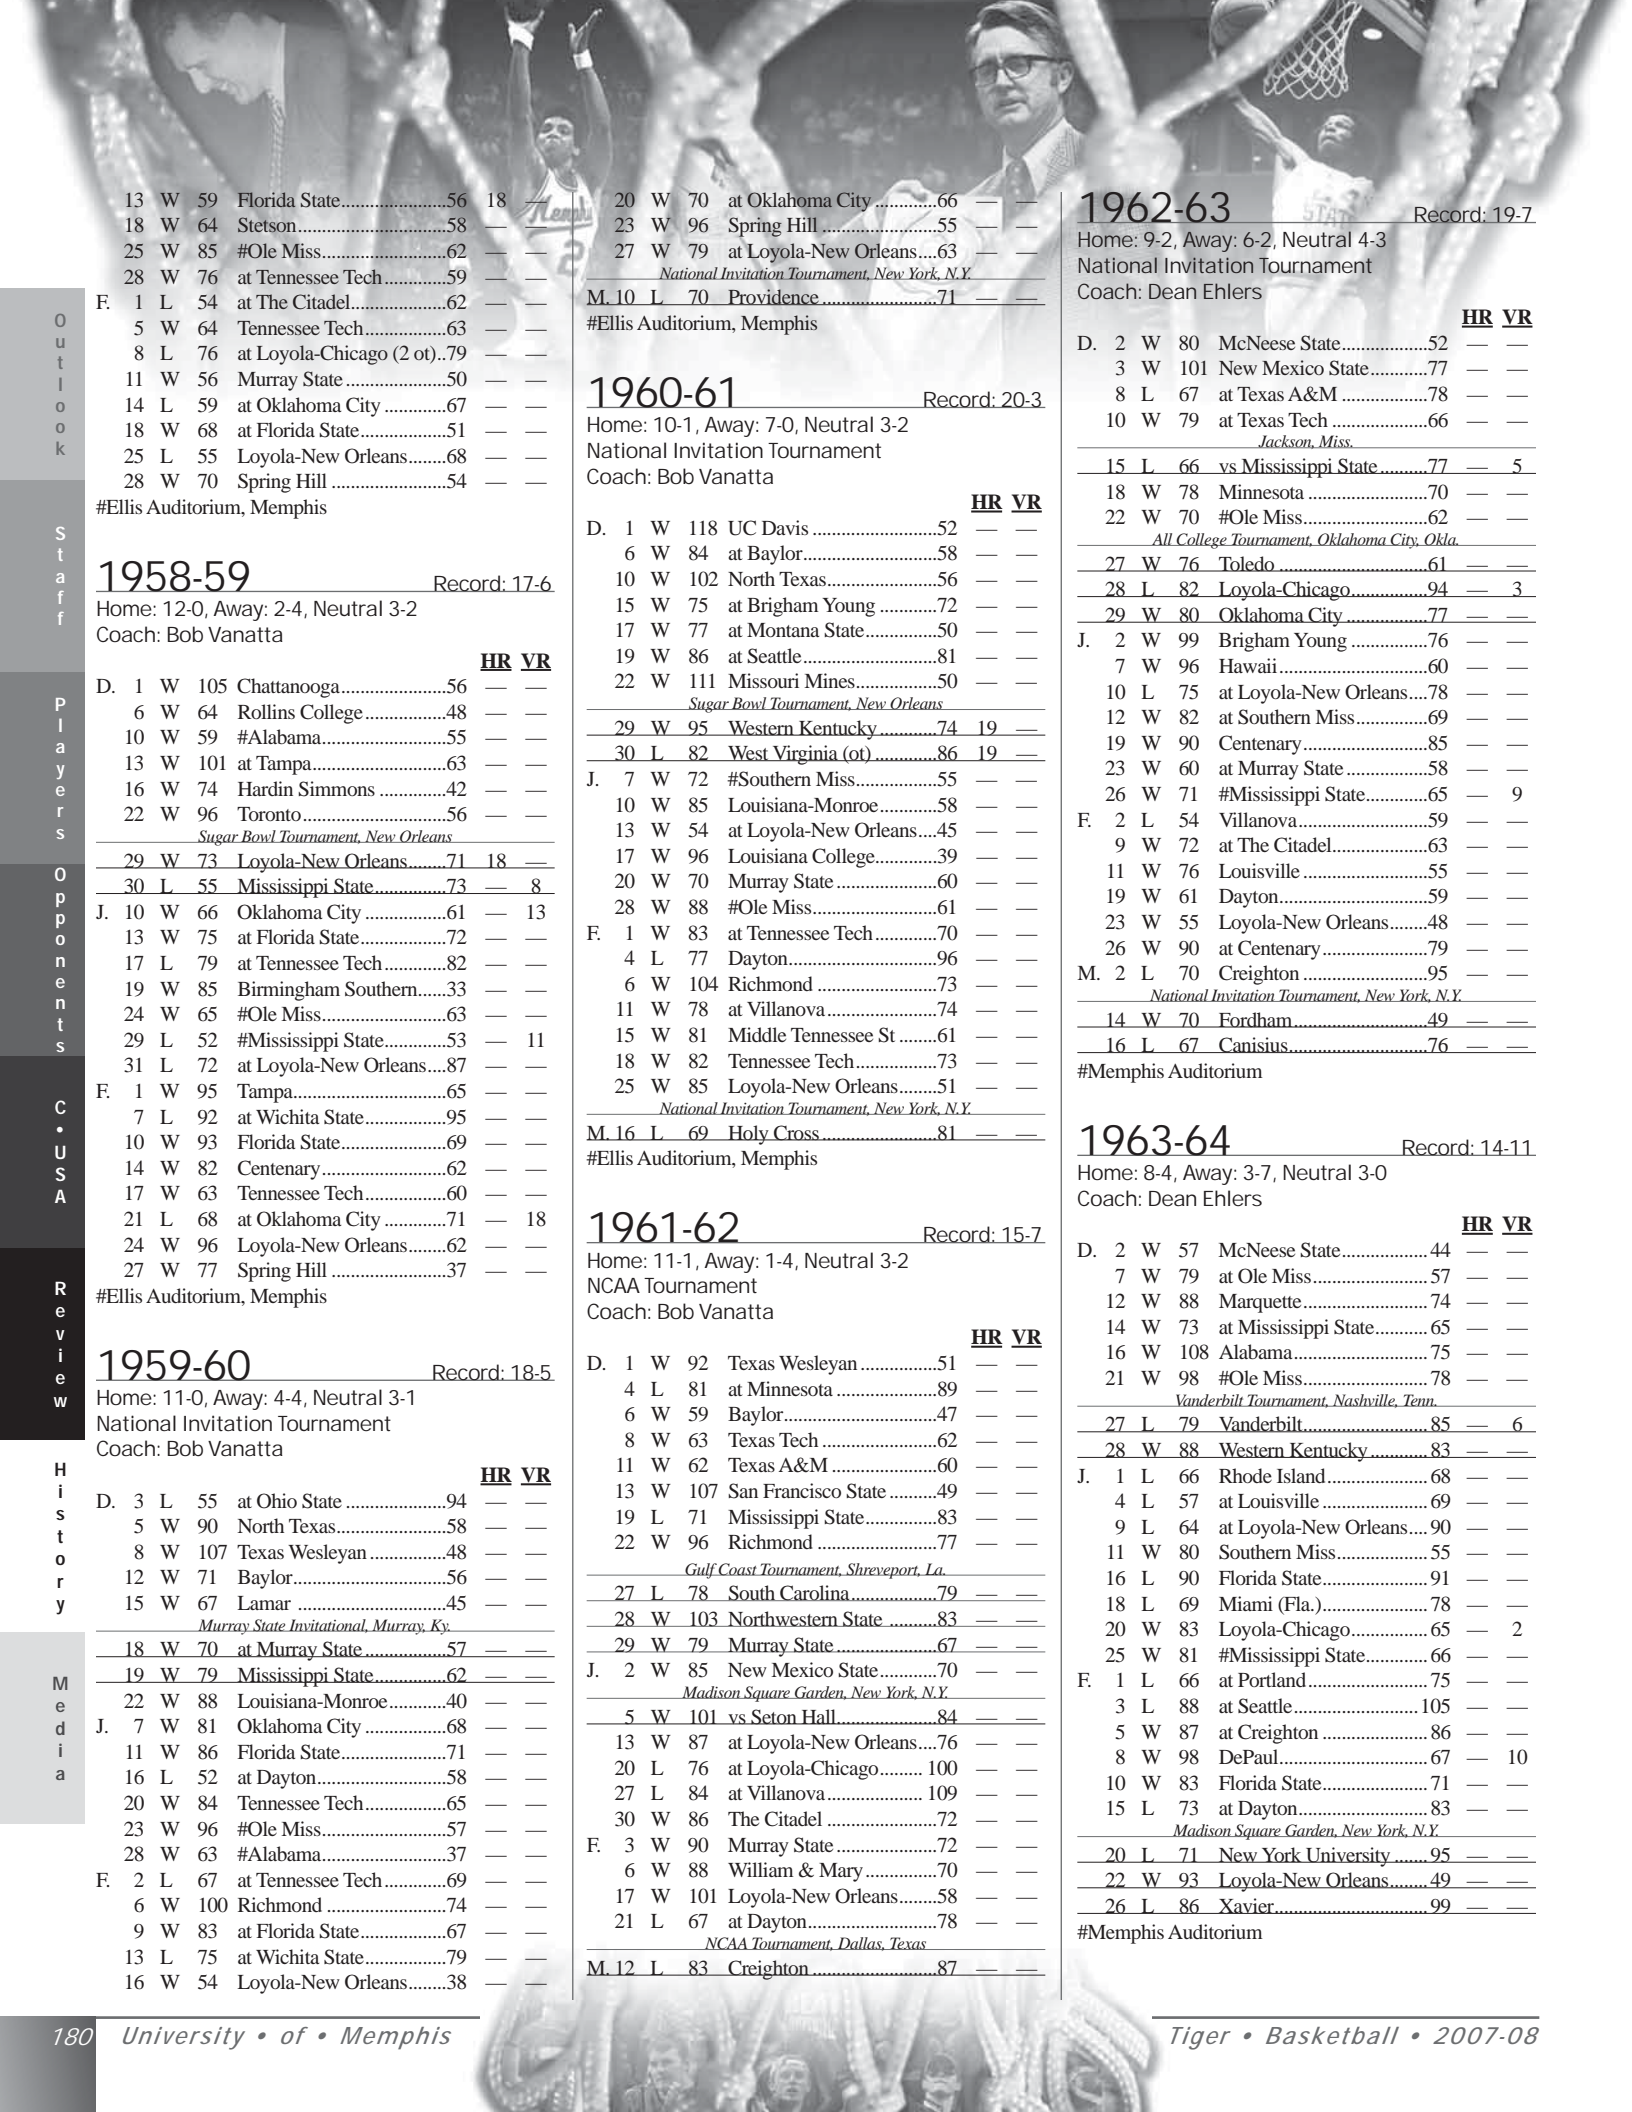 13 W 59 Florida State.....................56 18 —
18 W 64 Stetson..............................58 — —
25 W 85 #Ole Miss.........................62 — —
28 W 76 at Tennessee Tech............59 — —
F. 1 L 54 at The Citadel...................62 — —
5 W 64 Tennessee Tech................63 — —
8 L 76 at Loyola-Chicago (2 ot)..79 — —
11 W 56 Murray State....................50 — —
14 L 59 at Oklahoma City.............67 — —
18 W 68 at Florida State.................51 — —
25 L 55 Loyola-New Orleans........68 — —
28 W 70 Spring Hill.......................54 — —
#Ellis Auditorium, Memphis
1958-59 Record: 17-6
Home: 12-0, Away: 2-4, Neutral 3-2
Coach: Bob Vanatta
HR VR
D. 1 W 105 Chattanooga.....................56 — —
6 W 64 Rollins College................48 — —
10 W 59 #Alabama.........................55 — —
13 W 101 at Tampa...........................63 — —
16 W 74 Hardin Simmons.............42 — —
22 W 96 Toronto.............................56 — —
Sugar Bowl Tournament, New Orleans
29 W 73 Loyola-New Orleans........71 18 —
30 L 55 Mississippi State..............73 — 8
J. 10 W 66 Oklahoma City................61 — 13
13 W 75 at Florida State.................72 — —
17 L 79 at Tennessee Tech............82 — —
19 W 85 Birmingham Southern......33 — —
24 W 65 #Ole Miss.........................63 — —
29 L 52 #Mississippi State............53 — 11
31 L 72 at Loyola-New Orleans....87 — —
F. 1 W 95 Tampa...............................65 — —
7 L 92 at Wichita State................95 — —
10 W 93 Florida State.....................69 — —
14 W 82 Centenary.........................62 — —
17 W 63 Tennessee Tech................60 — —
21 L 68 at Oklahoma City.............71 — 18
24 W 96 Loyola-New Orleans........62 — —
27 W 77 Spring Hill.......................37 — —
#Ellis Auditorium, Memphis
1959-60 Record: 18-5
Home: 11-0, Away: 4-4, Neutral 3-1
National Invitation Tournament
Coach: Bob Vanatta
HR VR
D. 3 L 55 at Ohio State....................94 — —
5 W 90 North Texas......................58 — —
8 W 107 Texas Wesleyan...............48 — —
12 W 71 Baylor...............................56 — —
15 W 67 Lamar..............................45 — —
Murray State Invitational, Murray, Ky.
18 W 70 at Murray State................57 — —
19 W 79 Mississippi State..............62 — —
22 W 88 Louisiana-Monroe...........40 — —
J. 7 W 81 Oklahoma City................68 — —
11 W 86 Florida State.....................71 — —
16 L 52 at Dayton..........................58 — —
20 W 84 Tennessee Tech................65 — —
23 W 96 #Ole Miss.........................57 — —
28 W 63 #Alabama.........................37 — —
F. 2 L 67 at Tennessee Tech............69 — —
6 W 100 Richmond.......................74 — —
9 W 83 at Florida State.................67 — —
13 L 75 at Wichita State................79 — —
16 W 54 Loyola-New Orleans........38 — —
20 W 70 at Oklahoma City............66 — —
23 W 96 Spring Hill.......................55 — —
27 W 79 at Loyola-New Orleans....63 — —
National Invitation Tournament, New York, N.Y.
M. 10 L 70 Providence.......................71 — —
#Ellis Auditorium, Memphis
1960-61 Record: 20-3
Home: 10-1, Away: 7-0, Neutral 3-2
National Invitation Tournament
Coach: Bob Vanatta
HR VR
D. 1 W 118 UC Davis.........................52 — —
6 W 84 at Baylor...........................58 — —
10 W 102 North Texas......................56 — —
15 W 75 at Brigham Young............72 — —
17 W 77 at Montana State..............50 — —
19 W 86 at Seattle...........................81 — —
22 W 111 Missouri Mines................50 — —
Sugar Bowl Tournament, New Orleans
29 W 95 Western Kentucky...........74 19 —
30 L 82 West Virginia (ot)............86 19 —
J. 7 W 72 #Southern Miss................55 — —
10 W 85 Louisiana-Monroe...........58 — —
13 W 54 at Loyola-New Orleans....45 — —
17 W 96 Louisiana College............39 — —
20 W 70 Murray State....................60 — —
28 W 88 #Ole Miss.........................61 — —
F. 1 W 83 at Tennessee Tech............70 — —
4 L 77 Dayton..............................96 — —
6 W 104 Richmond.......................73 — —
11 W 78 at Villanova......................74 — —
15 W 81 Middle Tennessee St.......61 — —
18 W 82 Tennessee Tech................73 — —
25 W 85 Loyola-New Orleans........51 — —
National Invitation Tournament, New York, N.Y.
M. 16 L 69 Holy Cross.......................81 — —
#Ellis Auditorium, Memphis
1961-62 Record: 15-7
Home: 11-1, Away: 1-4, Neutral 3-2
NCAA Tournament
Coach: Bob Vanatta
HR VR
D. 1 W 92 Texas Wesleyan...............51 — —
4 L 81 at Minnesota....................89 — —
6 W 59 Baylor...............................47 — —
8 W 63 Texas Tech.......................62 — —
11 W 62 Texas A&M.....................60 — —
13 W 107 San Francisco State..........49 — —
19 L 71 Mississippi State..............83 — —
22 W 96 Richmond.......................77 — —
Gulf Coast Tournament, Shreveport, La.
27 L 78 South Carolina.................79 — —
28 W 103 Northwestern State.........83 — —
29 W 79 Murray State....................67 — —
J. 2 W 85 New Mexico State...........70 — —
Madison Square Garden, New York, N.Y.
5 W 101 vs Seton Hall....................84 — —
13 W 87 at Loyola-New Orleans....76 — —
20 L 76 at Loyola-Chicago.........100 — —
27 L 84 at Villanova...................109 — —
30 W 86 The Citadel......................72 — —
F. 3 W 90 Murray State....................72 — —
6 W 88 William & Mary..............70 — —
17 W 101 Loyola-New Orleans........58 — —
21 L 67 at Dayton..........................78 — —
NCAA Tournament, Dallas, Texas
M. 12 L 83 Creighton.........................87 — —
1962-63 Record: 19-7
Home: 9-2, Away: 6-2, Neutral 4-3
National Invitation Tournament
Coach: Dean Ehlers
HR VR
D. 2 W 80 McNeese State.................52 — —
3 W 101 New Mexico State............77 — —
8 L 67 at Texas A&M.................78 — —
10 W 79 at Texas Tech...................66 — —
Jackson, Miss.
15 L 66 vs Mississippi State..........77 — 5
18 W 78 Minnesota........................70 — —
22 W 70 #Ole Miss.........................62 — —
All College Tournament, Oklahoma City, Okla.
27 W 76 Toledo..............................61 — —
28 L 82 Loyola-Chicago...............94 — 3
29 W 80 Oklahoma City................77 — —
J. 2 W 99 Brigham Young...............76 — —
7 W 96 Hawaii..............................60 — —
10 L 75 at Loyola-New Orleans....78 — —
12 W 82 at Southern Miss..............69 — —
19 W 90 Centenary.........................85 — —
23 W 60 at Murray State................58 — —
26 W 71 #Mississippi State............65 — 9
F. 2 L 54 Villanova..........................59 — —
9 W 72 at The Citadel...................63 — —
11 W 76 Louisville.........................55 — —
19 W 61 Dayton..............................59 — —
23 W 55 Loyola-New Orleans........48 — —
26 W 90 at Centenary.....................79 — —
M. 2 L 70 Creighton.........................95 — —
National Invitation Tournament, New York, N.Y.
14 W 70 Fordham...........................49 — —
16 L 67 Canisius............................76 — —
#Memphis Auditorium
1963-64 Record: 14-11
Home: 8-4, Away: 3-7, Neutral 3-0
Coach: Dean Ehlers
HR VR
D. 2 W 57 McNeese State.................44 — —
7 W 79 at Ole Miss.......................57 — —
12 W 88 Marquette.........................74 — —
14 W 73 at Mississippi State...........65 — —
16 W 108 Alabama...........................75 — —
21 W 98 #Ole Miss.........................78 — —
Vanderbilt Tournament, Nashville, Tenn.
27 L 79 Vanderbilt.........................85 — 6
28 W 88 Western Kentucky...........83 — —
J. 1 L 66 Rhode Island....................68 — —
4 L 57 at Louisville.....................69 — —
9 L 64 at Loyola-New Orleans....90 — —
11 W 80 Southern Miss..................55 — —
16 L 90 Florida State.....................91 — —
18 L 69 Miami (Fla.).....................78 — —
20 W 83 Loyola-Chicago...............65 — 2
25 W 81 #Mississippi State............66 — —
F. 1 L 66 at Portland.......................75 — —
3 L 88 at Seattle.........................105 — —
5 W 87 at Creighton.....................86 — —
8 W 98 DePaul.............................67 — 10
10 W 83 Florida State.....................71 — —
15 L 73 at Dayton..........................83 — —
Madison Square Garden, New York, N.Y.
20 L 71 New York University.......95 — —
22 W 93 Loyola-New Orleans........49 — —
26 L 86 Xavier..............................99 — —
#Memphis Auditorium
Outlook
Staff
Players
Opponents
C•USA
Review
History
Media
180 University • of • Memphis
Tiger • Basketball • 2007-08